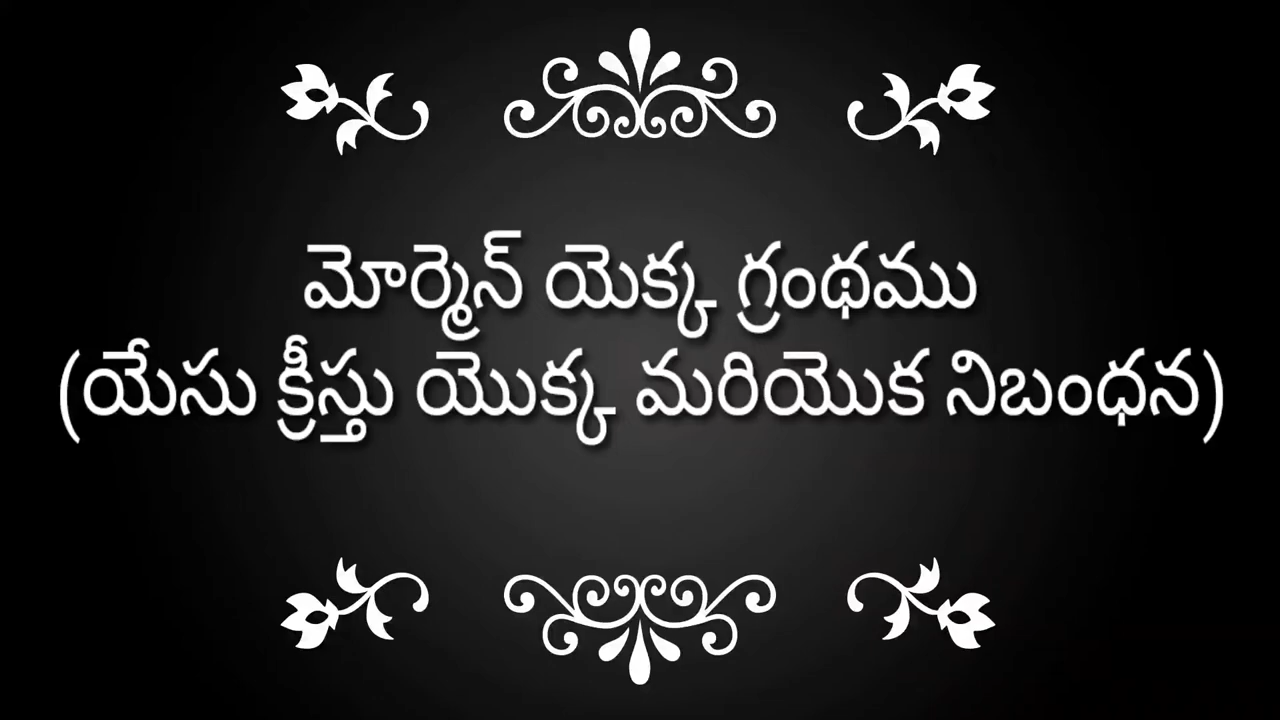 మోర్మెన్ యెక్క గ్రంథము
(యేసు క్రీస్తు యొక్క మరియొక నిబంధన)